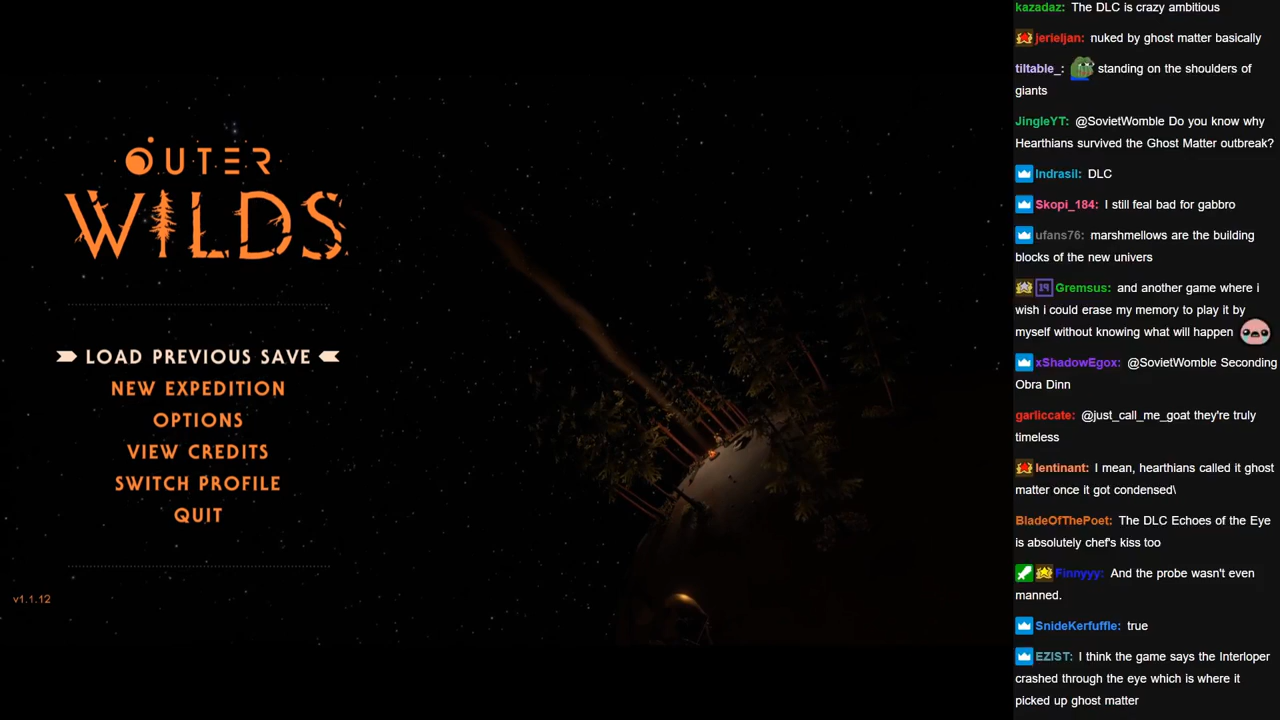 OUTER
WILDS
LOAD PREVIOUS SAVE
NEW EXPEDITION
OPTIONS
VIEW CREDITS
SWITCH PROFILE
QUIT
v1.1.12
kazadaz: The DLC is crazy ambitious
jerieljan: nuked by ghost matter basically
tiltable_: standing on the shoulders of
giants
JingleYT: @SovietWomble Do you know why
Hearthians survived the Ghost Matter outbreak?
Indrasil: DLC
Skopi_184: I still feal bad for gabbro
ufans76: marshmellows are the building
blocks of the new univers
19 Gremsus: and another game where i
wish i could erase my memory to play it by
myself without knowing what will happen
xShadowEgox: @SovietWomble Seconding
Obra Dinn
garliccate: @just_call_me_goat they're truly
timeless
lentinant: I mean, hearthians called it ghost
matter once it got condensed\
BladeOfThePoet: The DLC Echoes of the Eye
is absolutely chef's kiss too
Finnyyy: And the probe wasn't even
manned.
SnideKerfuffle: true
EZIST: I think the game says the Interloper
crashed through the eye which is where it
picked up ghost matter